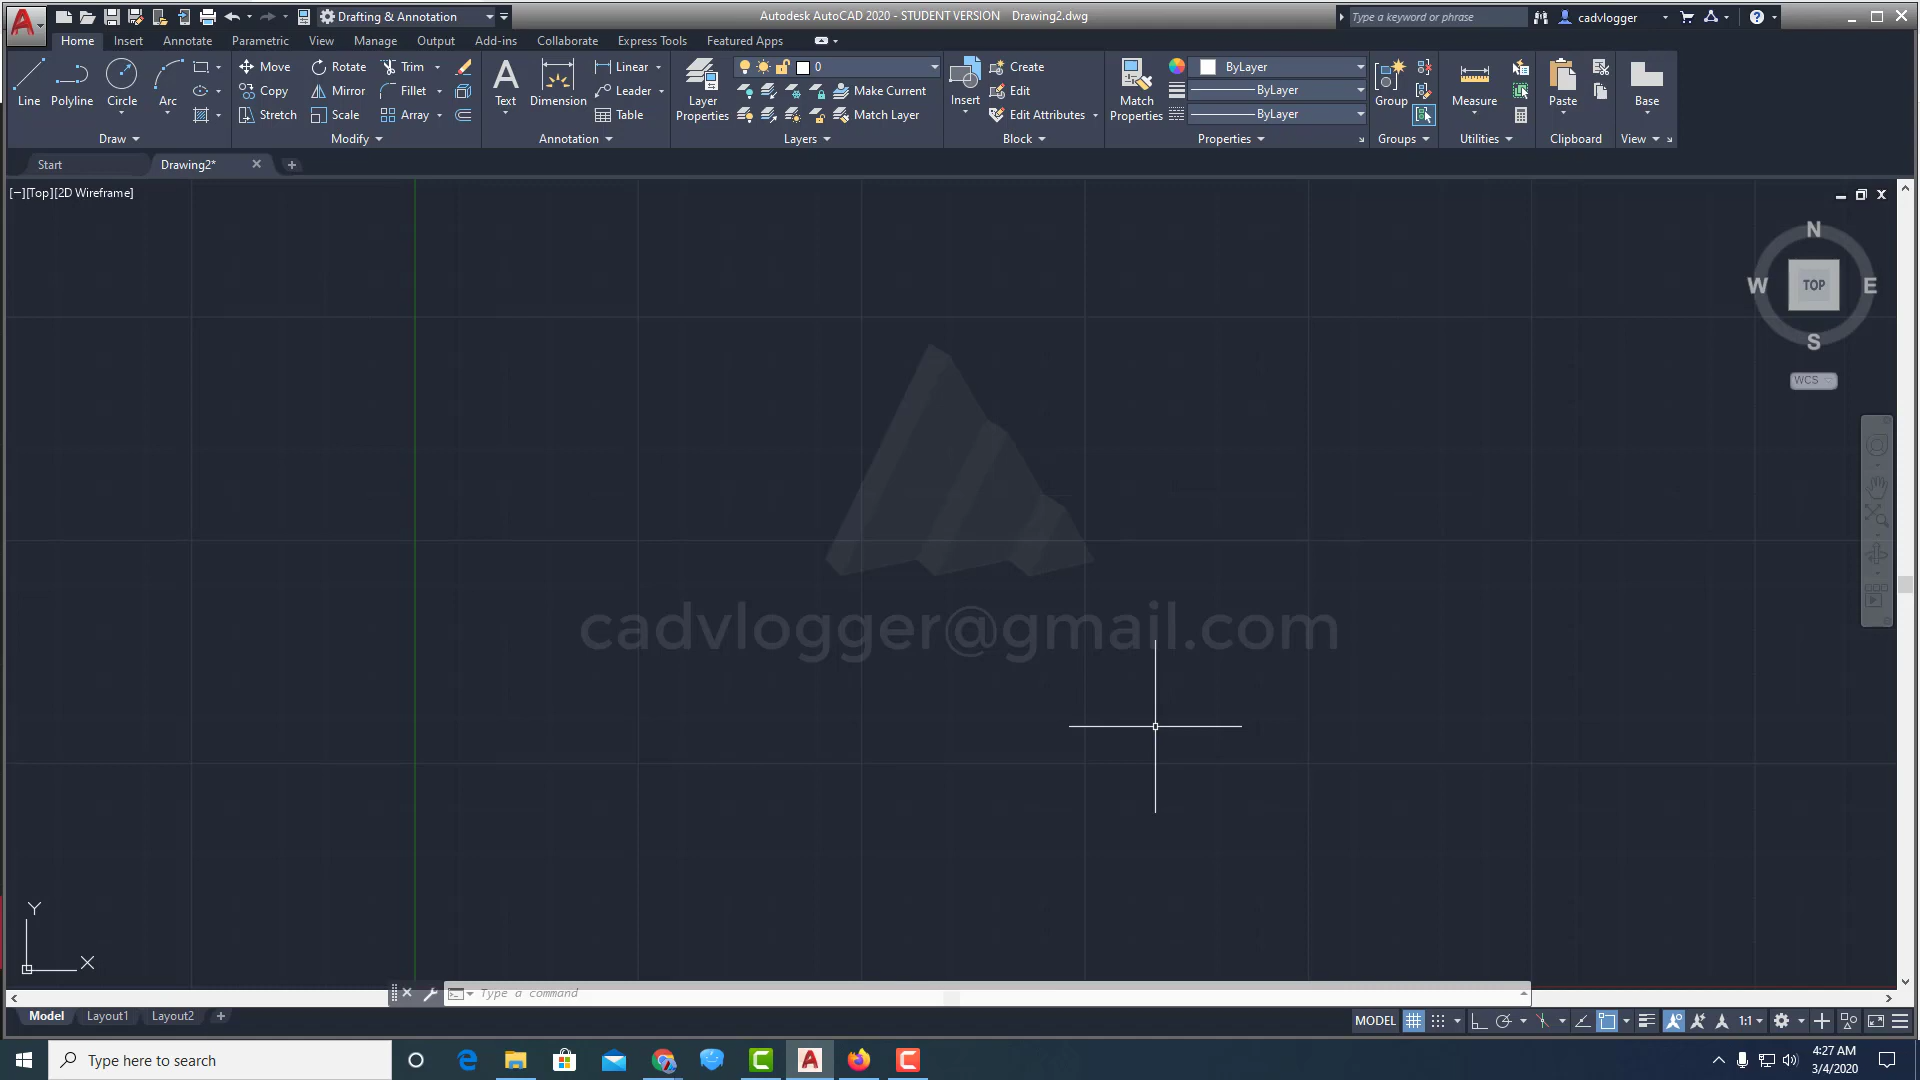 Drafting & Annotation
Autodesk AutoCAD 2020 - STUDENT VERSION Drawing2.dwg
Type a keyword or phrase
cadvlogger
Home Insert Annotate Parametric View Manage Output Add-ins Collaborate Express Tools Featured Apps
Move Rotate Trim Linear 0 Create ByLayer
Copy Mirror Fillet Leader Make Current Edit ByLayer
Line Polyline Circle Arc Text Dimension Layer Properties Insert Match Properties Group Measure Paste Base
Stretch Scale Array Table Match Layer Edit Attributes ByLayer
Draw Modify Annotation Layers Block Properties Groups Utilities Clipboard View
Start Drawing2*
[−][Top][2D Wireframe]
N
W TOP E
S
WCS
cadvlogger@gmail.com
Y
X
Type a command
Model Layout1 Layout2
MODEL 1:1
Type here to search
4:27 AM
3/4/2020